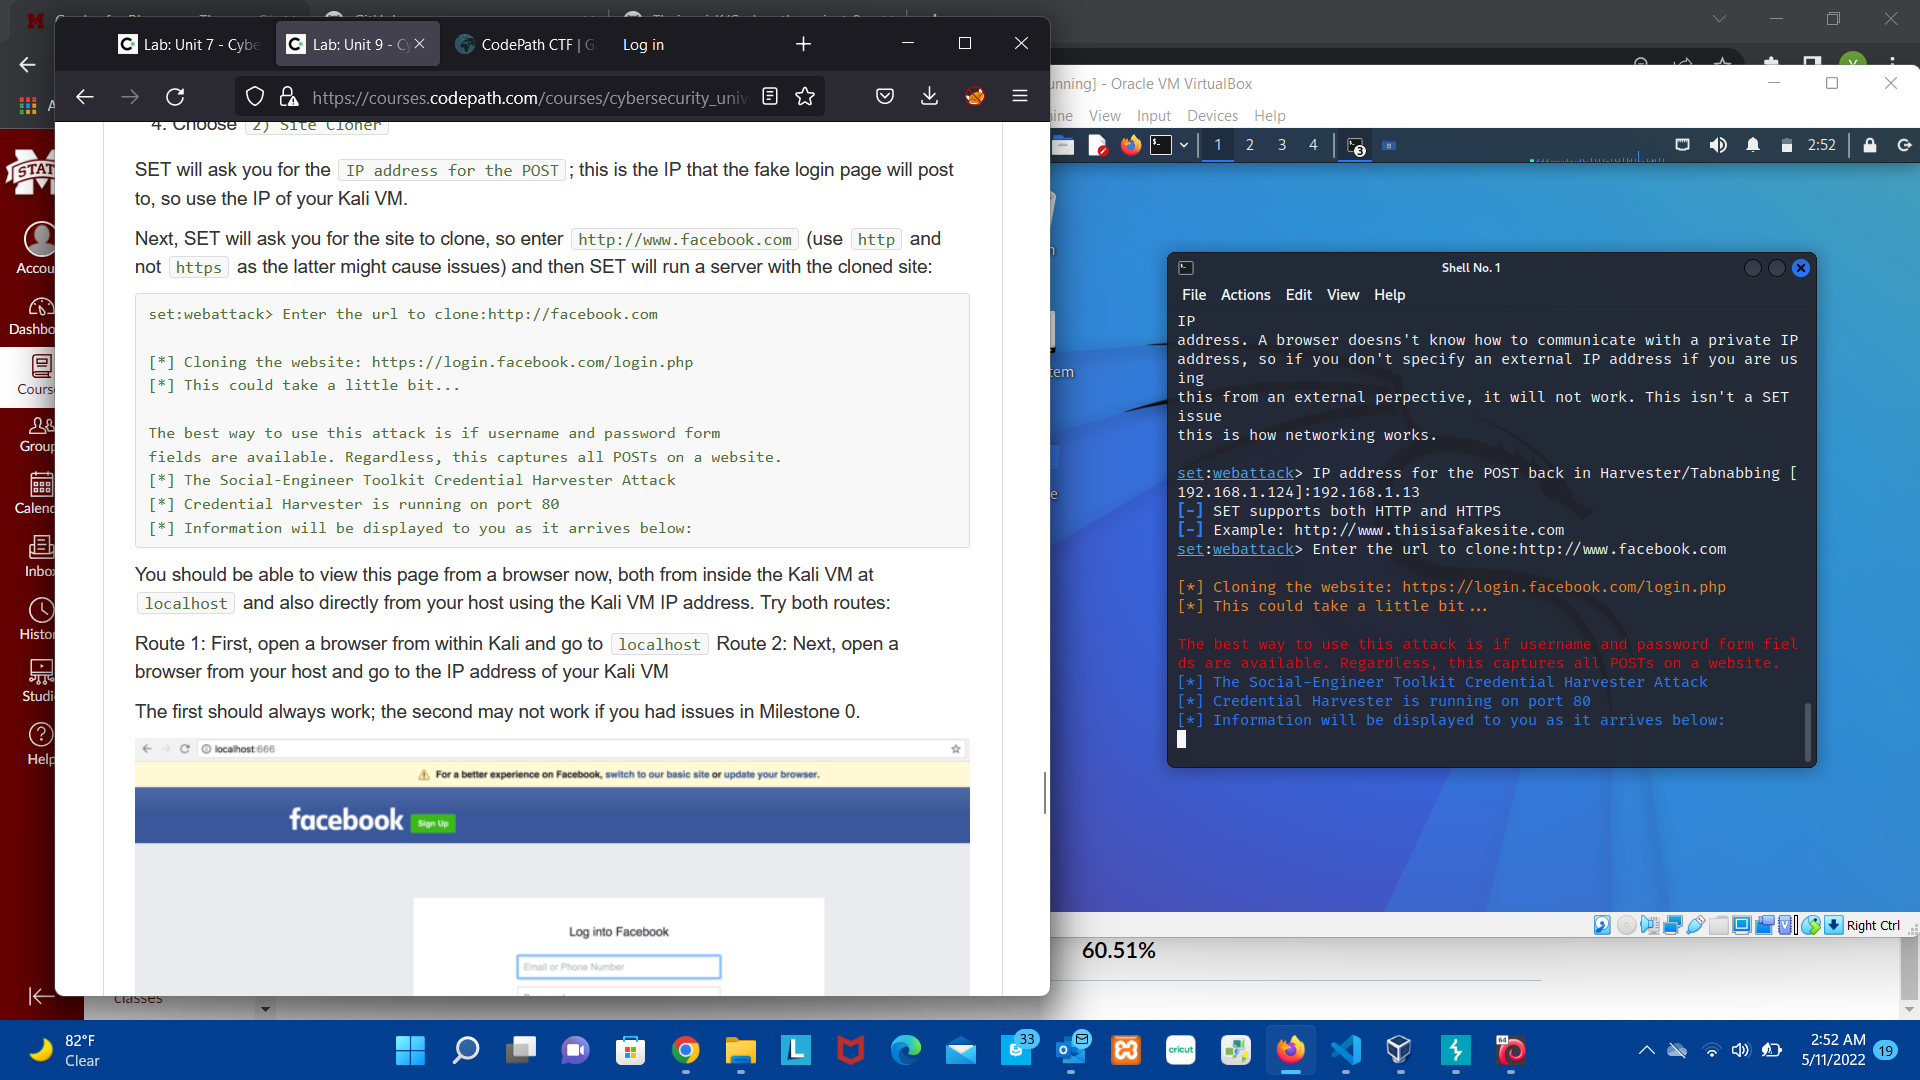 Lab: Unit 7 - Cybe
Lab: Unit 9 - Cy
CodePath CTF | G
Log in
https://courses.codepath.com/courses/cybersecurity_univ
4. Choose 2) Site Cloner
SET will ask you for the IP address for the POST; this is the IP that the fake login page will post
to, so use the IP of your Kali VM.
Next, SET will ask you for the site to clone, so enter http://www.facebook.com (use http and
not https as the latter might cause issues) and then SET will run a server with the cloned site:
set:webattack> Enter the url to clone:http://facebook.com
[*] Cloning the website: https://login.facebook.com/login.php
[*] This could take a little bit...
The best way to use this attack is if username and password form
fields are available. Regardless, this captures all POSTs on a website.
[*] The Social-Engineer Toolkit Credential Harvester Attack
[*] Credential Harvester is running on port 80
[*] Information will be displayed to you as it arrives below:
You should be able to view this page from a browser now, both from inside the Kali VM at
localhost and also directly from your host using the Kali VM IP address. Try both routes:
Route 1: First, open a browser from within Kali and go to localhost Route 2: Next, open a
browser from your host and go to the IP address of your Kali VM
The first should always work; the second may not work if you had issues in Milestone 0.
localhost:666
For a better experience on Facebook, switch to our basic site or update your browser.
facebook Sign Up
Log into Facebook
Email or Phone Number
STAT
Accou
Dashbo
Cours
Group
Calend
Inbo
Histo
Studi
Help
classes
unning] - Oracle VM VirtualBox
ine View Input Devices Help
1 2 3 4
3
2:52
tem
e
Shell No. 1
File Actions Edit View Help
IP
address. A browser doesns't know how to communicate with a private IP
address, so if you don't specify an external IP address if you are us
ing
this from an external perpective, it will not work. This isn't a SET
issue
this is how networking works.
set:webattack> IP address for the POST back in Harvester/Tabnabbing [
192.168.1.124]:192.168.1.13
[-] SET supports both HTTP and HTTPS
[-] Example: http://www.thisisafakesite.com
set:webattack> Enter the url to clone:http://www.facebook.com
[*] Cloning the website: https://login.facebook.com/login.php
[*] This could take a little bit...
The best way to use this attack is if username and password form fiel
ds are available. Regardless, this captures all POSTs on a website.
[*] The Social-Engineer Toolkit Credential Harvester Attack
[*] Credential Harvester is running on port 80
[*] Information will be displayed to you as it arrives below:
Right Ctrl
60.51%
82°F
Clear
33
cricut
64
2:52 AM
5/11/2022
19